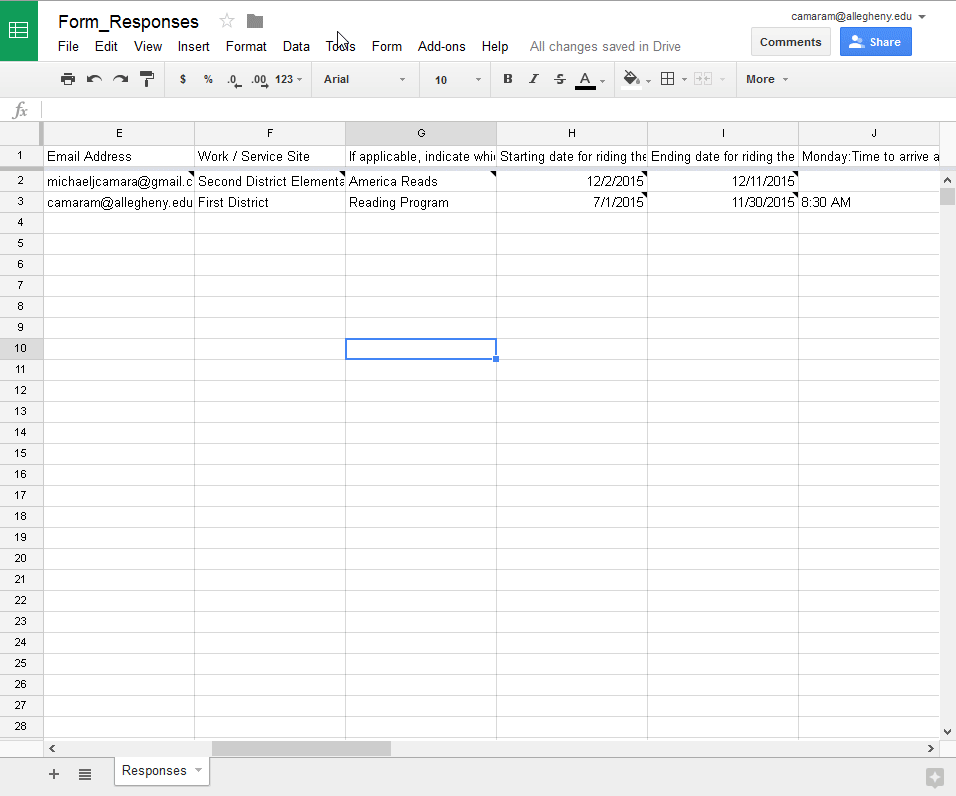 Form_Responses
camaram@allegheny.edu
File Edit View Insert Format Data Tools Form Add-ons Help All changes saved in Drive
Comments Share
$ % .0 .00 123 Arial 10 B I S A More
fx
E F G H I J
1 Email Address Work / Service Site If applicable, indicate whi Starting date for riding the Ending date for riding the Monday:Time to arrive a
2 michaeljcamara@gmail.c Second District Elementa America Reads 12/2/2015 12/11/2015
3 camaram@allegheny.edu First District Reading Program 7/1/2015 11/30/2015 8:30 AM
4
5
6
7
8
9
10
11
12
13
14
15
16
17
18
19
20
21
22
23
24
25
26
27
28
Responses